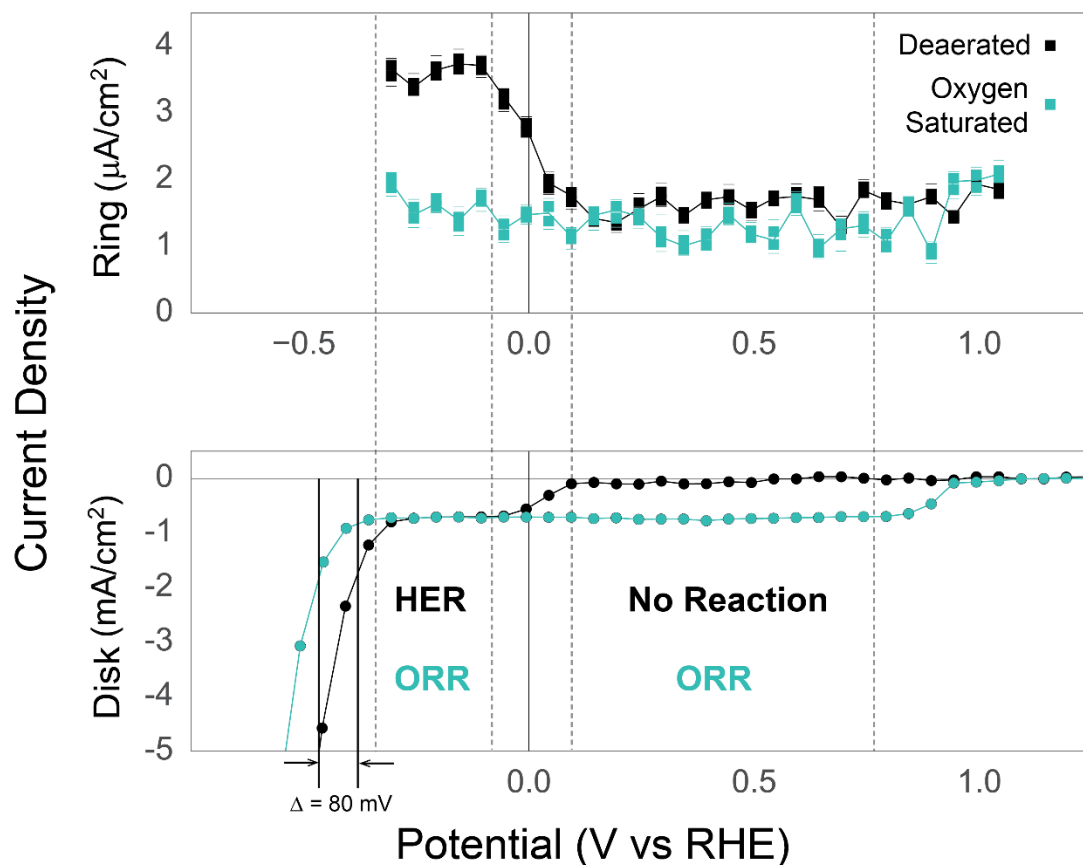 4
3
2
1
0
Ring (μA/cm²)
Deaerated
Oxygen
Saturated
−0.5
0.0
0.5
1.0
Current Density
0
-1
-2
-3
-4
-5
Disk (mA/cm²)
HER
No Reaction
ORR
ORR
0.0
0.5
1.0
Δ = 80 mV
Potential (V vs RHE)